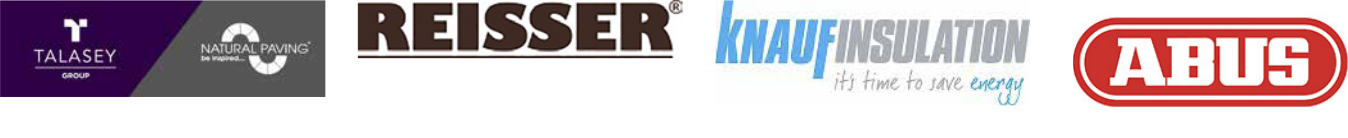 T
TALASEY
GROUP
NATURAL PAVING®
be inspired...
REISSER®
KNAUFINSULATION
it's time to save energy
ABUS